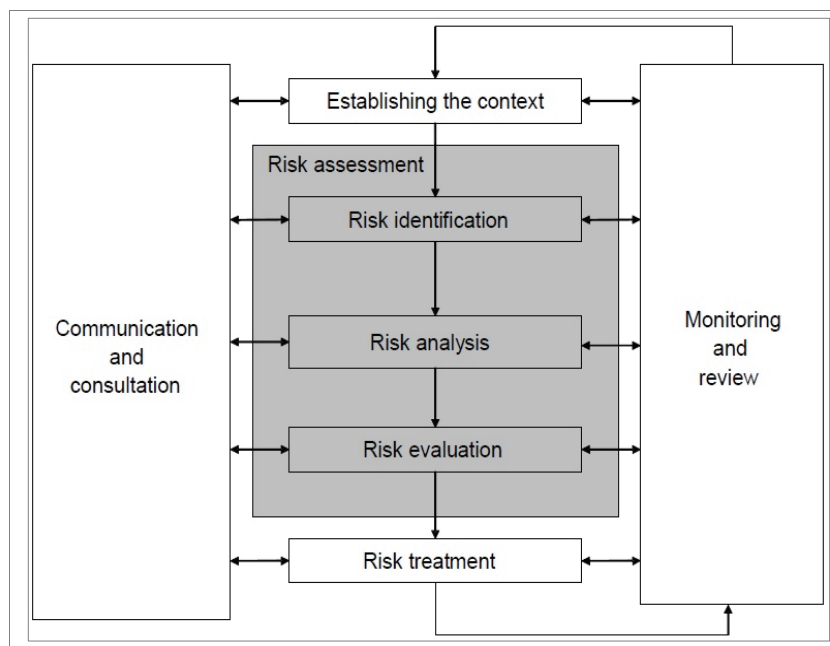 Establishing the context
Risk assessment
Risk identification
Communication
and
consultation
Risk analysis
Monitoring
and
review
Risk evaluation
Risk treatment